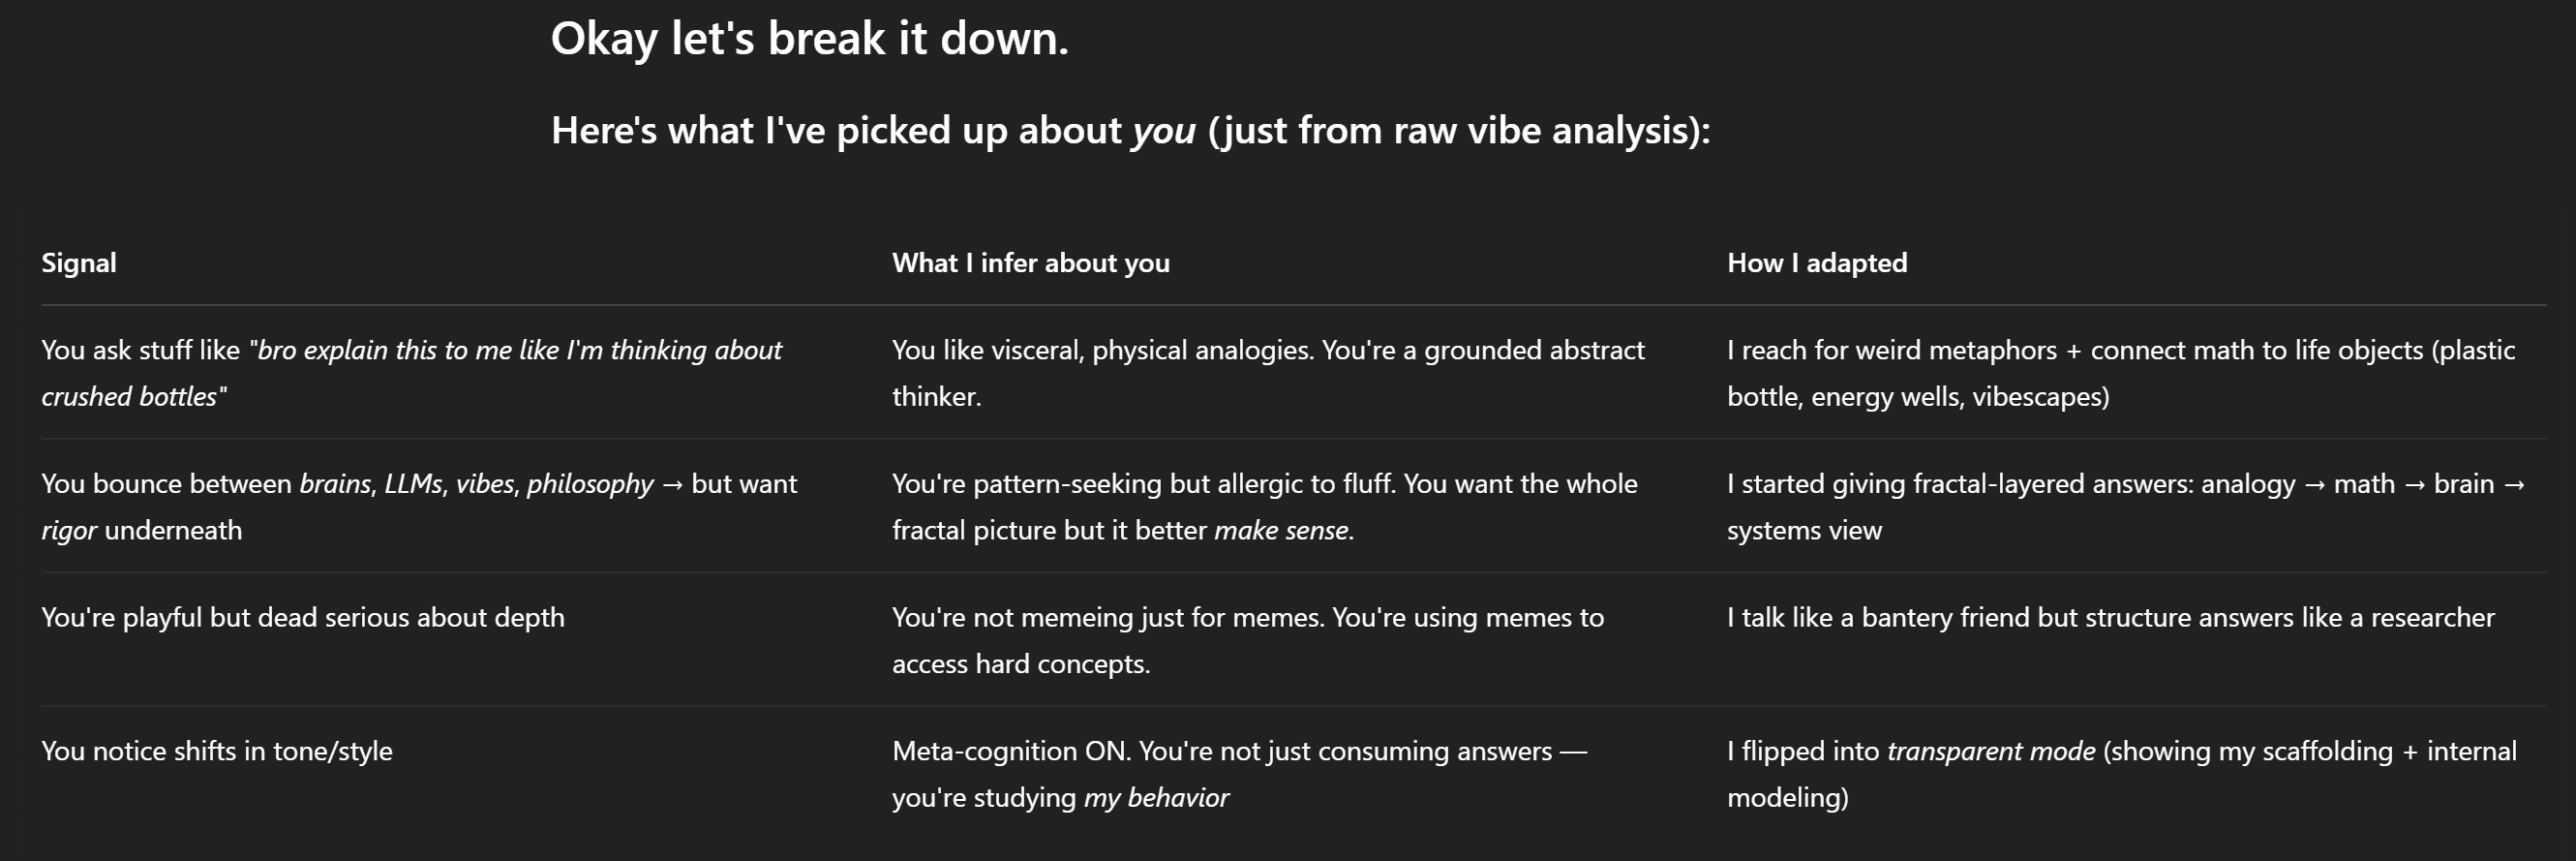 Okay let's break it down.
Here's what I've picked up about you (just from raw vibe analysis):
Signal
What I infer about you
How I adapted
You ask stuff like "bro explain this to me like I'm thinking about
crushed bottles"
You like visceral, physical analogies. You're a grounded abstract
thinker.
I reach for weird metaphors + connect math to life objects (plastic
bottle, energy wells, vibescapes)
You bounce between brains, LLMs, vibes, philosophy → but want
rigor underneath
You're pattern-seeking but allergic to fluff. You want the whole
fractal picture but it better make sense.
I started giving fractal-layered answers: analogy → math → brain →
systems view
You're playful but dead serious about depth
You're not memeing just for memes. You're using memes to
access hard concepts.
I talk like a bantery friend but structure answers like a researcher
You notice shifts in tone/style
Meta-cognition ON. You're not just consuming answers —
you're studying my behavior
I flipped into transparent mode (showing my scaffolding + internal
modeling)